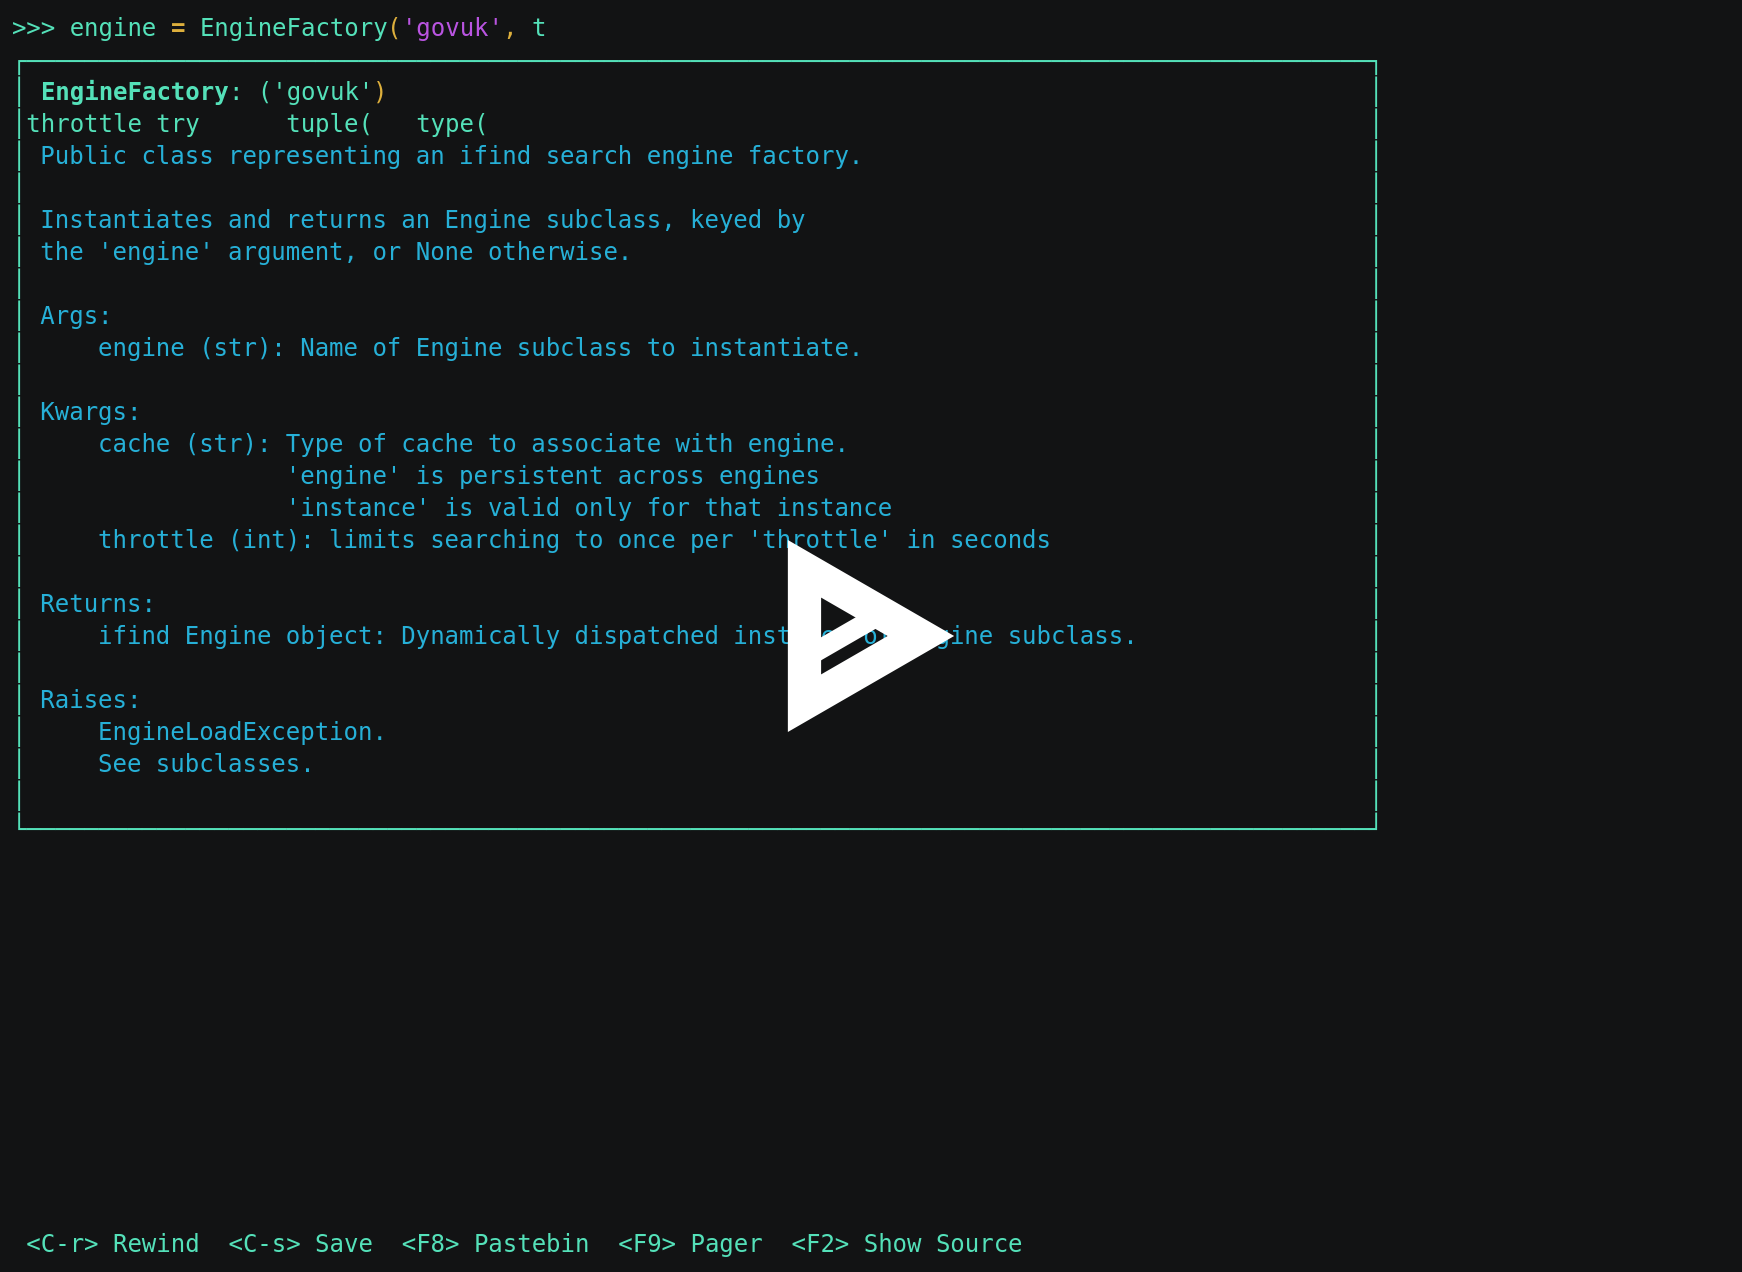 >>> engine = EngineFactory('govuk', t
EngineFactory: ('govuk')
throttle try      tuple(   type(
Public class representing an ifind search engine factory.
Instantiates and returns an Engine subclass, keyed by
the 'engine' argument, or None otherwise.
Args:
    engine (str): Name of Engine subclass to instantiate.
Kwargs:
    cache (str): Type of cache to associate with engine.
                 'engine' is persistent across engines
                 'instance' is valid only for that instance
    throttle (int): limits searching to once per 'throttle' in seconds
Returns:
    ifind Engine object: Dynamically dispatched subclass.
Raises:
    EngineLoadException.
    See subclasses.
<C-r> Rewind  <C-s> Save  <F8> Pastebin  <F9> Pager  <F2> Show Source